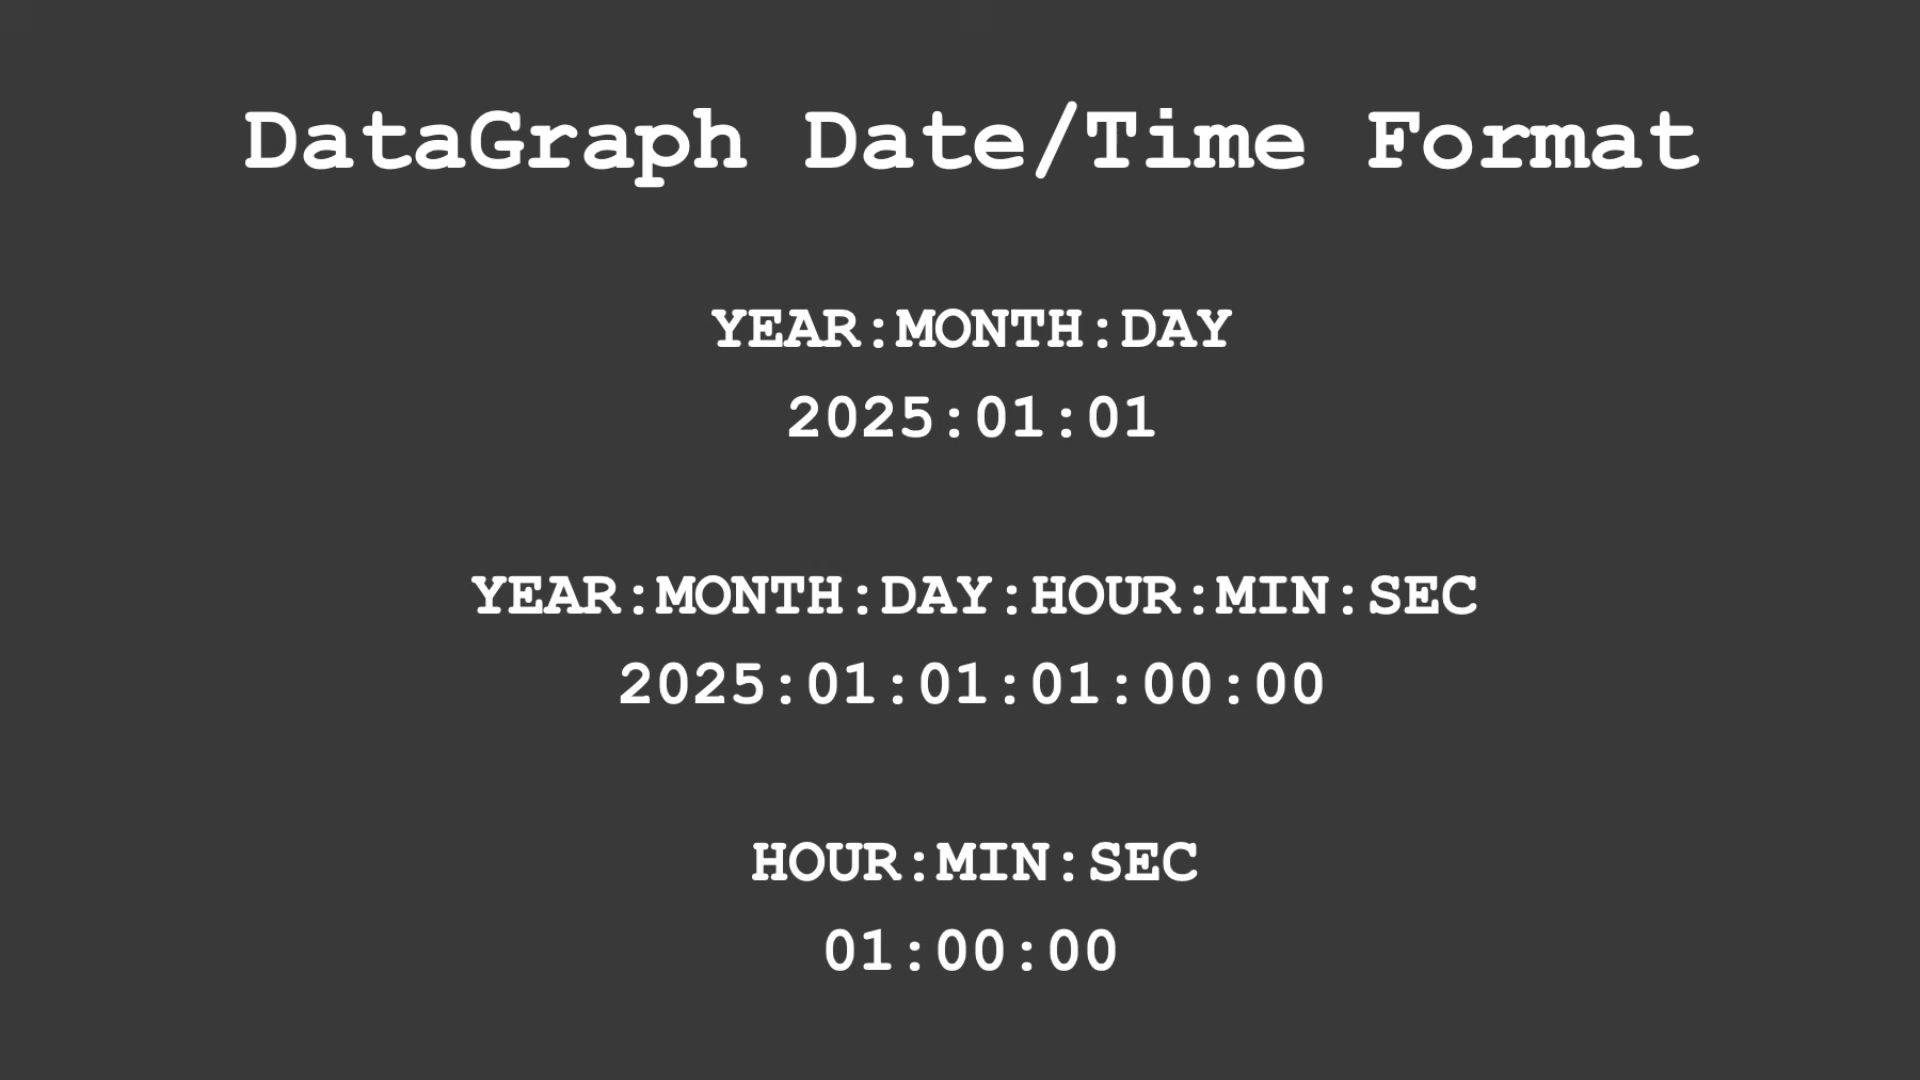 DataGraph Date/Time Format
YEAR:MONTH:DAY
2025:01:01
YEAR:MONTH:DAY:HOUR:MIN:SEC
2025:01:01:01:00:00
HOUR:MIN:SEC
01:00:00